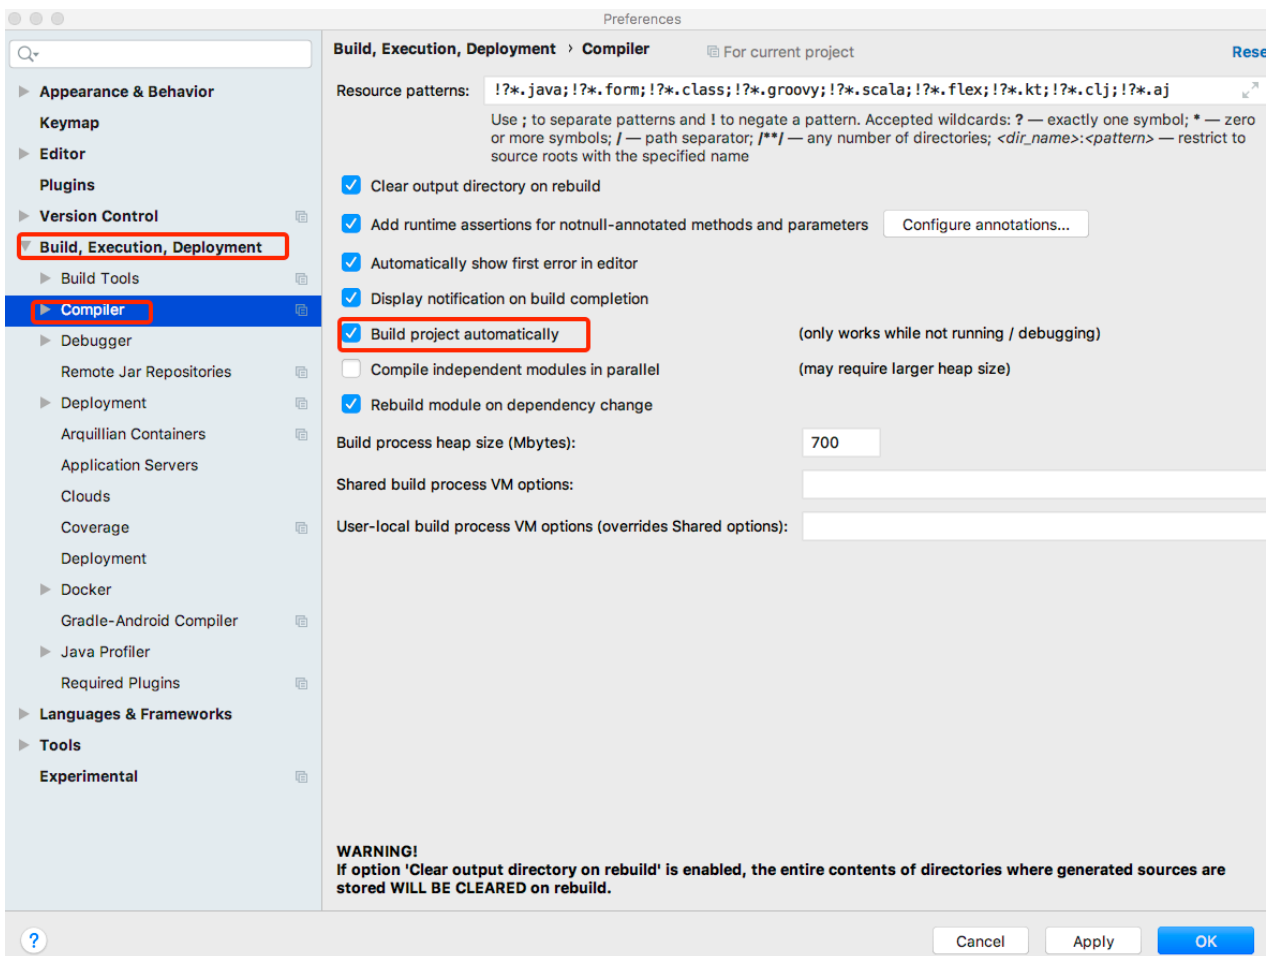 Preferences
Build, Execution, Deployment › Compiler
For current project
Rese
Appearance & Behavior
Keymap
Editor
Plugins
Version Control
Build, Execution, Deployment
Build Tools
Compiler
Debugger
Remote Jar Repositories
Deployment
Arquillian Containers
Application Servers
Clouds
Coverage
Deployment
Docker
Gradle-Android Compiler
Java Profiler
Required Plugins
Languages & Frameworks
Tools
Experimental
Resource patterns: !?*.java;!?*.form;!?*.class;!?*.groovy;!?*.scala;!?*.flex;!?*.kt;!?*.clj;!?*.aj
Use ; to separate patterns and ! to negate a pattern. Accepted wildcards: ? — exactly one symbol; * — zero
or more symbols; / — path separator; /**/ — any number of directories; <dir_name>:<pattern> — restrict to
source roots with the specified name
Clear output directory on rebuild
Add runtime assertions for notnull-annotated methods and parameters Configure annotations...
Automatically show first error in editor
Display notification on build completion
Build project automatically (only works while not running / debugging)
Compile independent modules in parallel (may require larger heap size)
Rebuild module on dependency change
Build process heap size (Mbytes): 700
Shared build process VM options:
User-local build process VM options (overrides Shared options):
WARNING!
If option 'Clear output directory on rebuild' is enabled, the entire contents of directories where generated sources are
stored WILL BE CLEARED on rebuild.
?
Cancel
Apply
OK